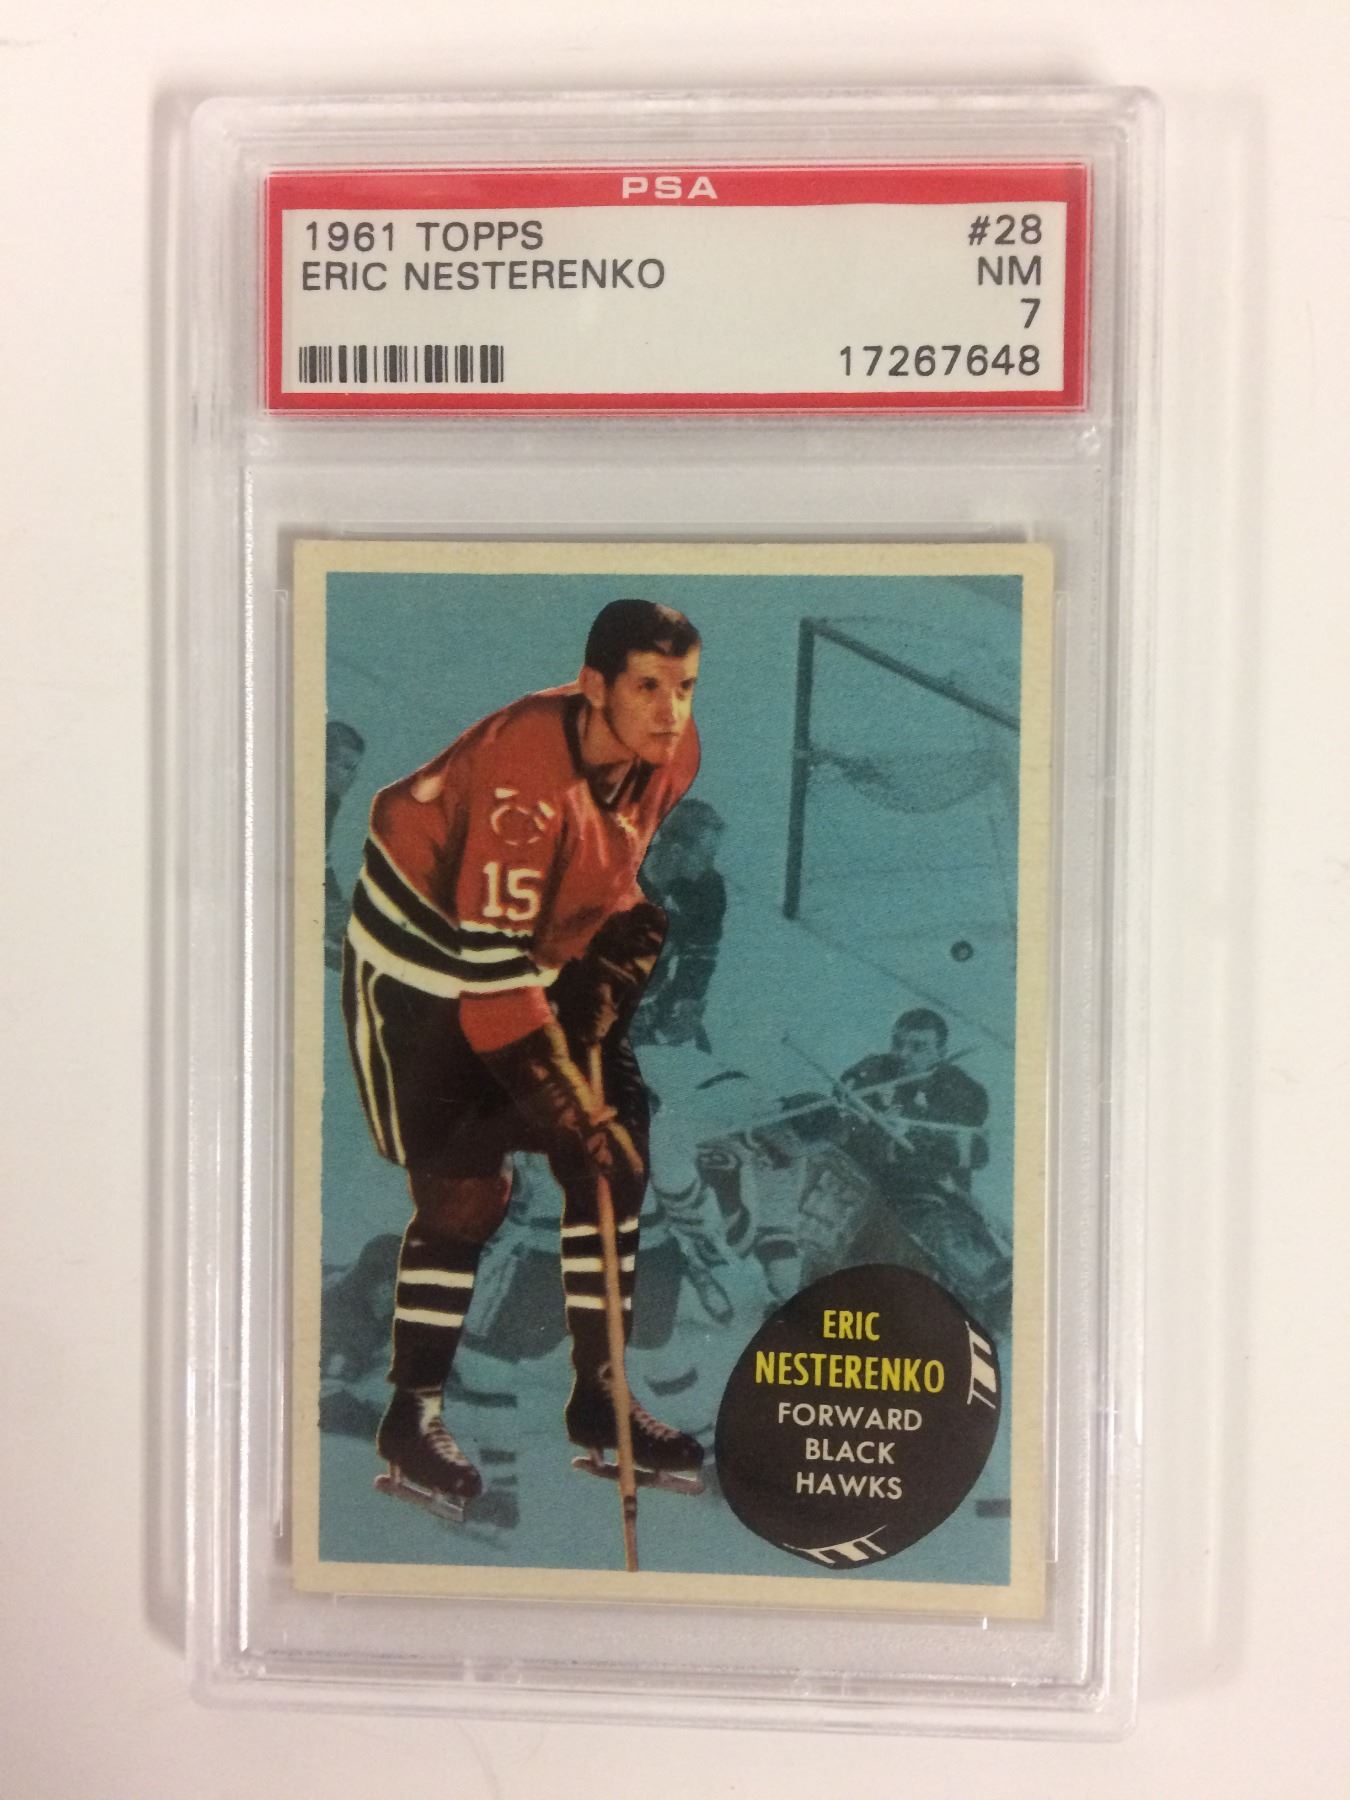 PSA
1961 TOPPS #28
ERIC NESTERENKO NM
7
17267648
15
ERIC
NESTERENKO
FORWARD
BLACK
HAWKS